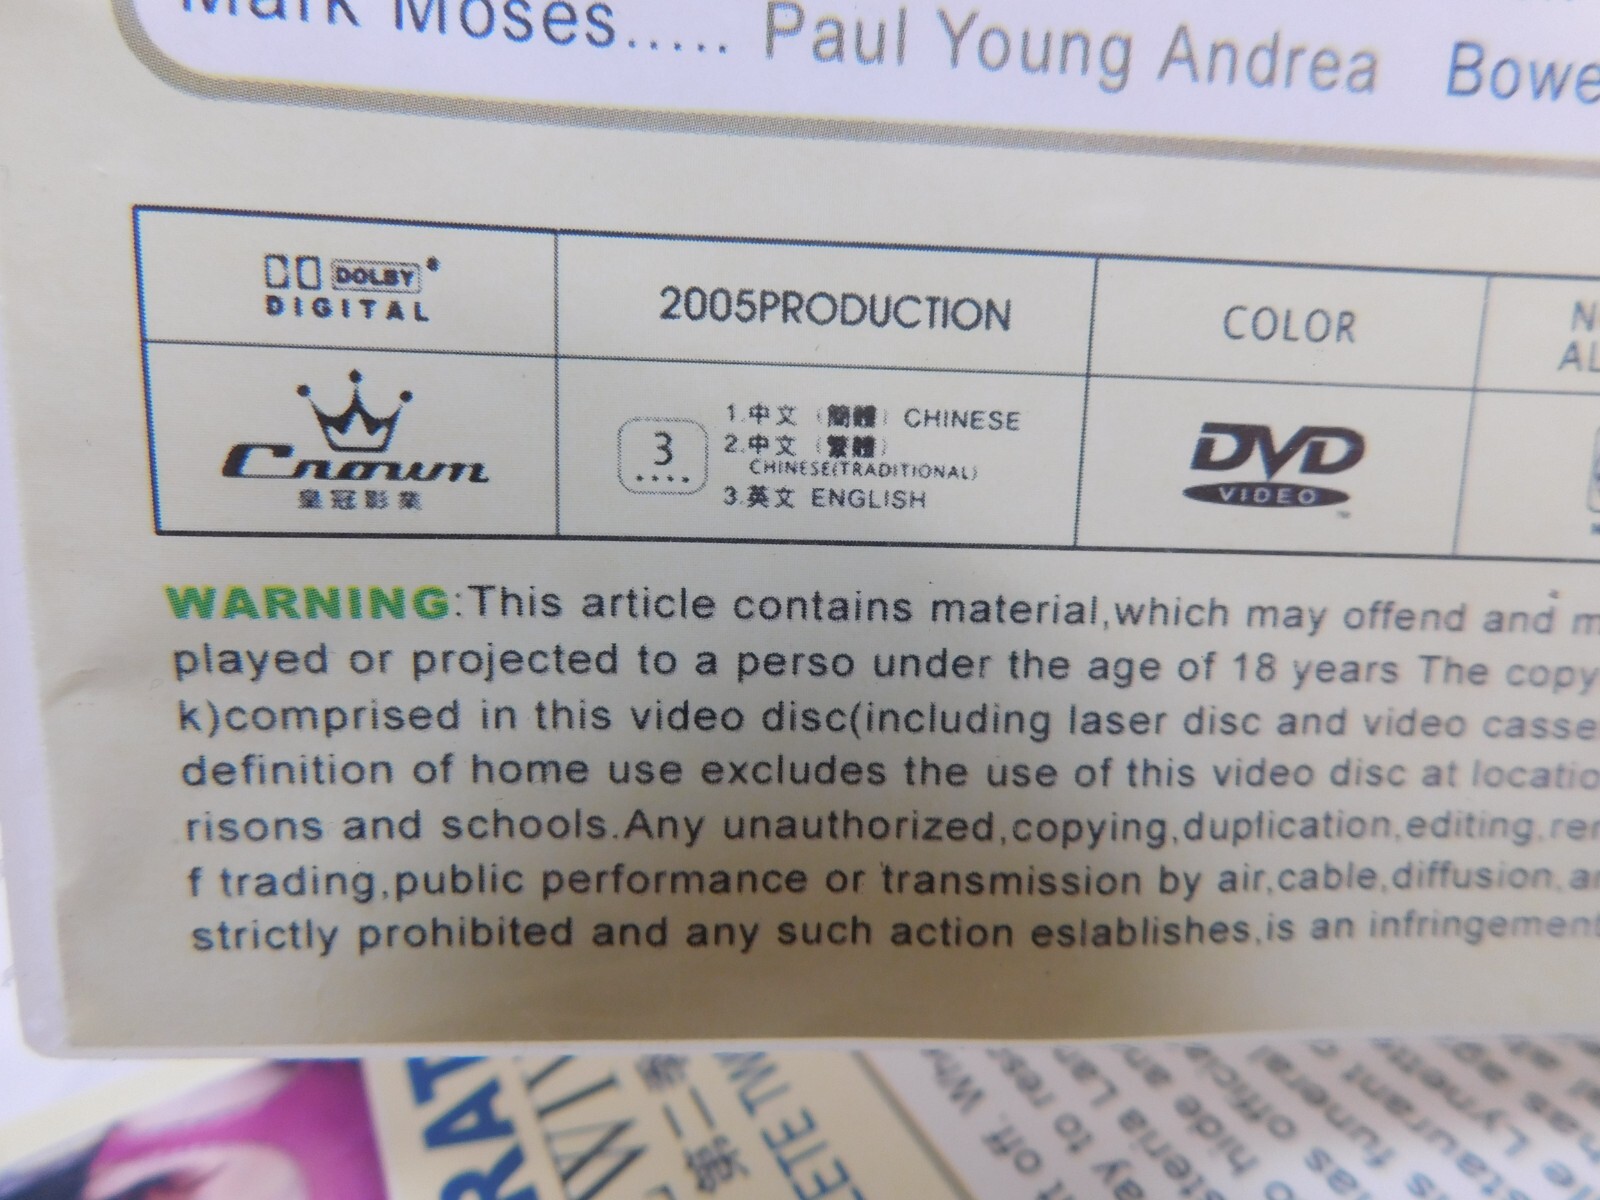 Mark Moses..... Paul Young Andrea Bowe
DOLBY
DIGITAL
2005PRODUCTION
COLOR
Crown
皇冠影業
3
1.中文(簡體) CHINESE
2.中文(繁體)
CHINESE(TRADITIONAL)
3.英文 ENGLISH
DVD
VIDEO
WARNING:This article contains material,which may offend and m
played or projected to a perso under the age of 18 years The copy
k)comprised in this video disc(including laser disc and video casse
definition of home use excludes the use of this video disc at locatio
risons and schools.Any unauthorized,copying,duplication,editing,ren
f trading,public performance or transmission by air,cable,diffusion,an
strictly prohibited and any such action eslablishes,is an infringement